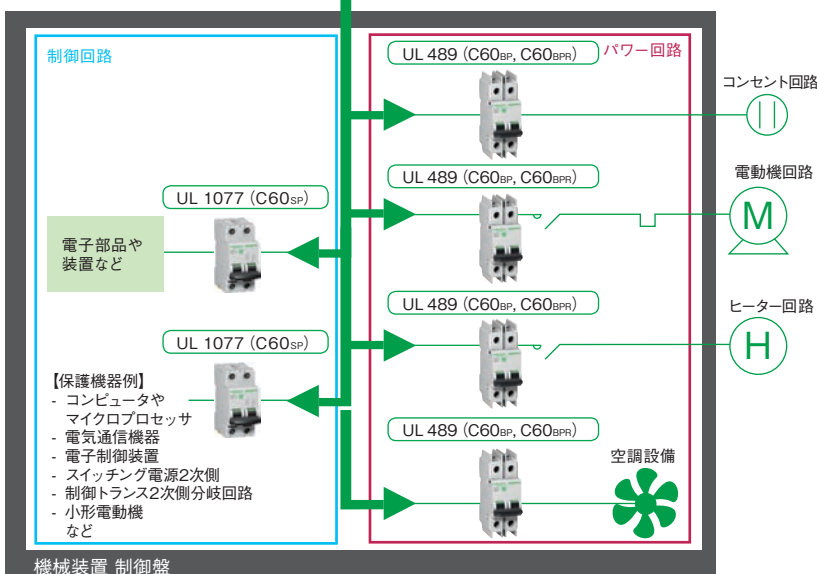 制御回路
UL 489 (C60BP, C60BPR)
パワー回路
コンセント回路
UL 489 (C60BP, C60BPR)
電動機回路
M
UL 1077 (C60SP)
電子部品や
装置など
UL 489 (C60BP, C60BPR)
ヒーター回路
H
UL 1077 (C60SP)
【保護機器例】
- コンピュータや
マイクロプロセッサ
- 電気通信機器
- 電子制御装置
- スイッチング電源2次側
- 制御トランス2次側分岐回路
- 小形電動機
など
UL 489 (C60BP, C60BPR)
空調設備
機械装置 制御盤